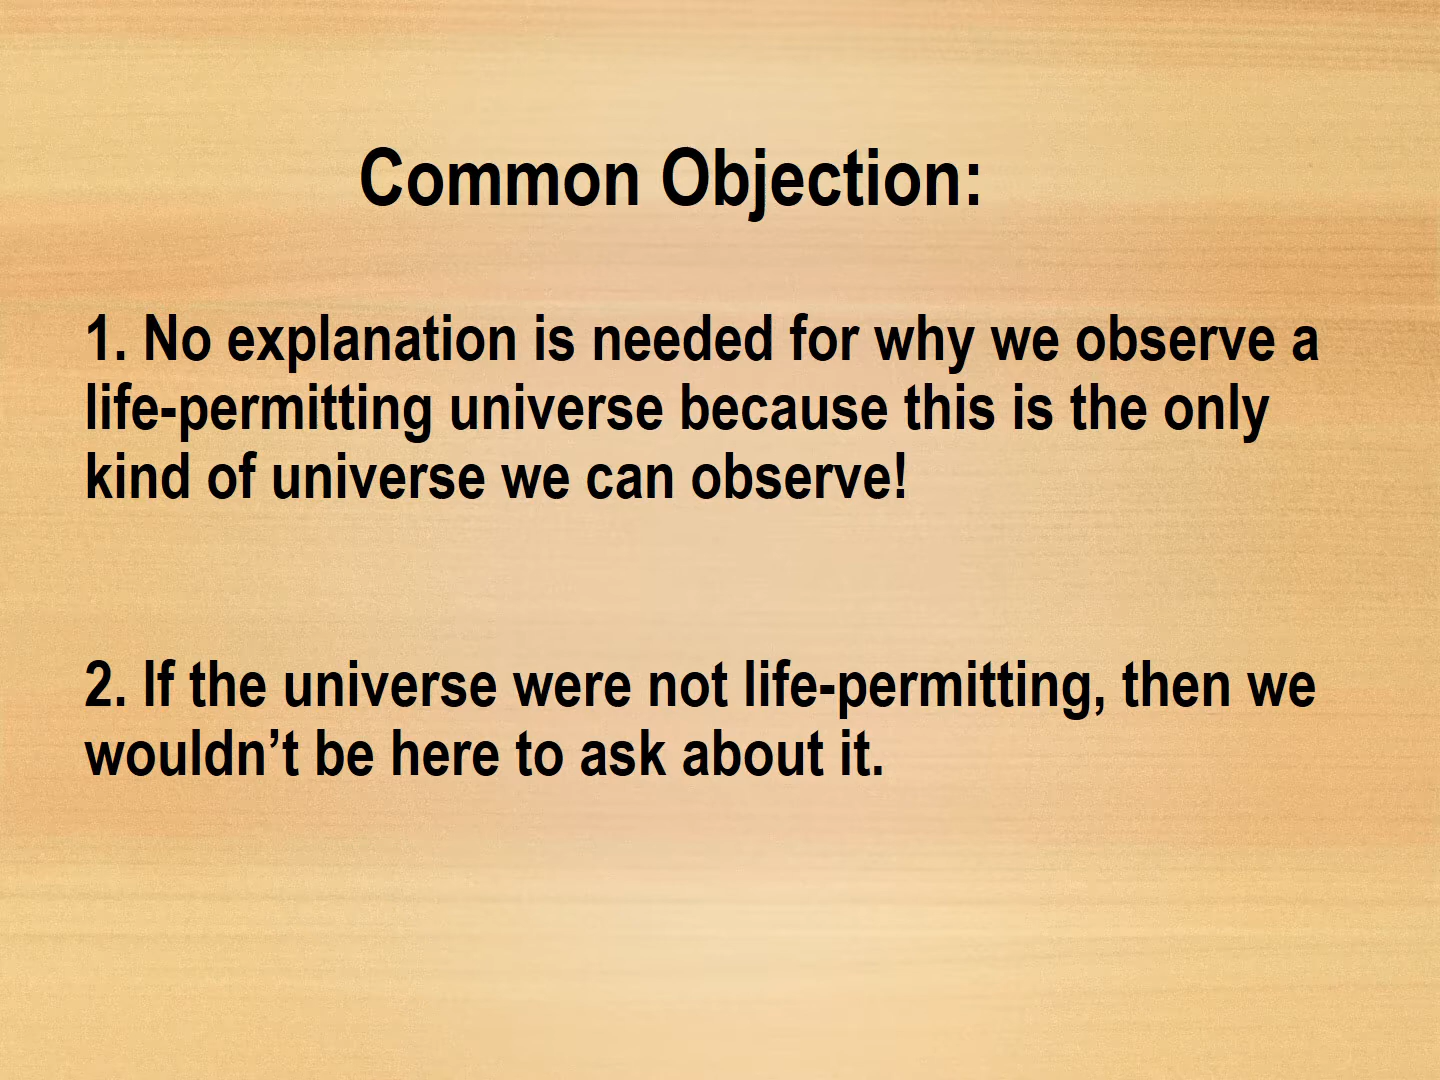 Common Objection:
1. No explanation is needed for why we observe a
life-permitting universe because this is the only
kind of universe we can observe!
2. If the universe were not life-permitting, then we
wouldn’t be here to ask about it.